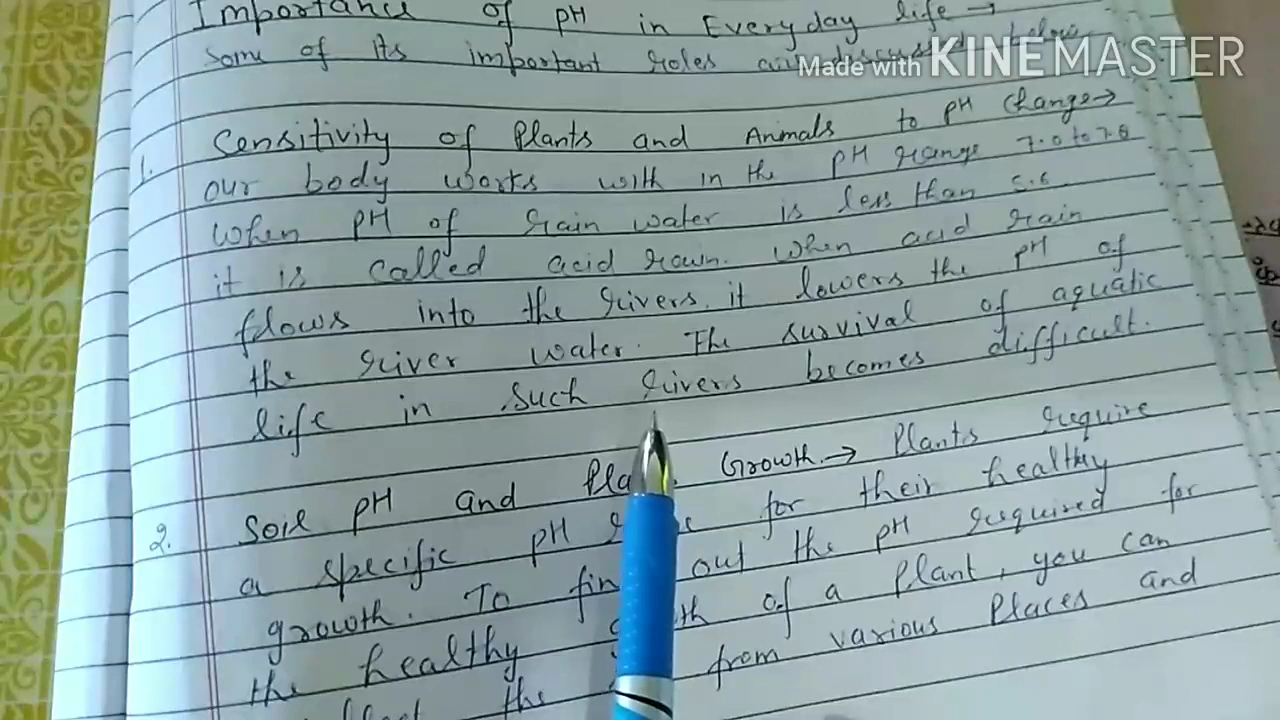 Importance of pH in Everyday life →
Some of its important roles discussed below
Made with KINEMASTER
1. Sensitivity of Plants and Animals to pH change →
our body works with in the pH range 7.0 to 7.8
When pH of rain water is less than 5.6
it is called acid rain. when acid rain
flows into the rivers. it lowers the pH of
the river water. The survival of aquatic
life in such rivers becomes difficult.
2. Soil pH and Growth. → Plants require
a specific pH for their healthy
growth. To out the pH required for
the healthy of a Plant, you can
the from various Places and